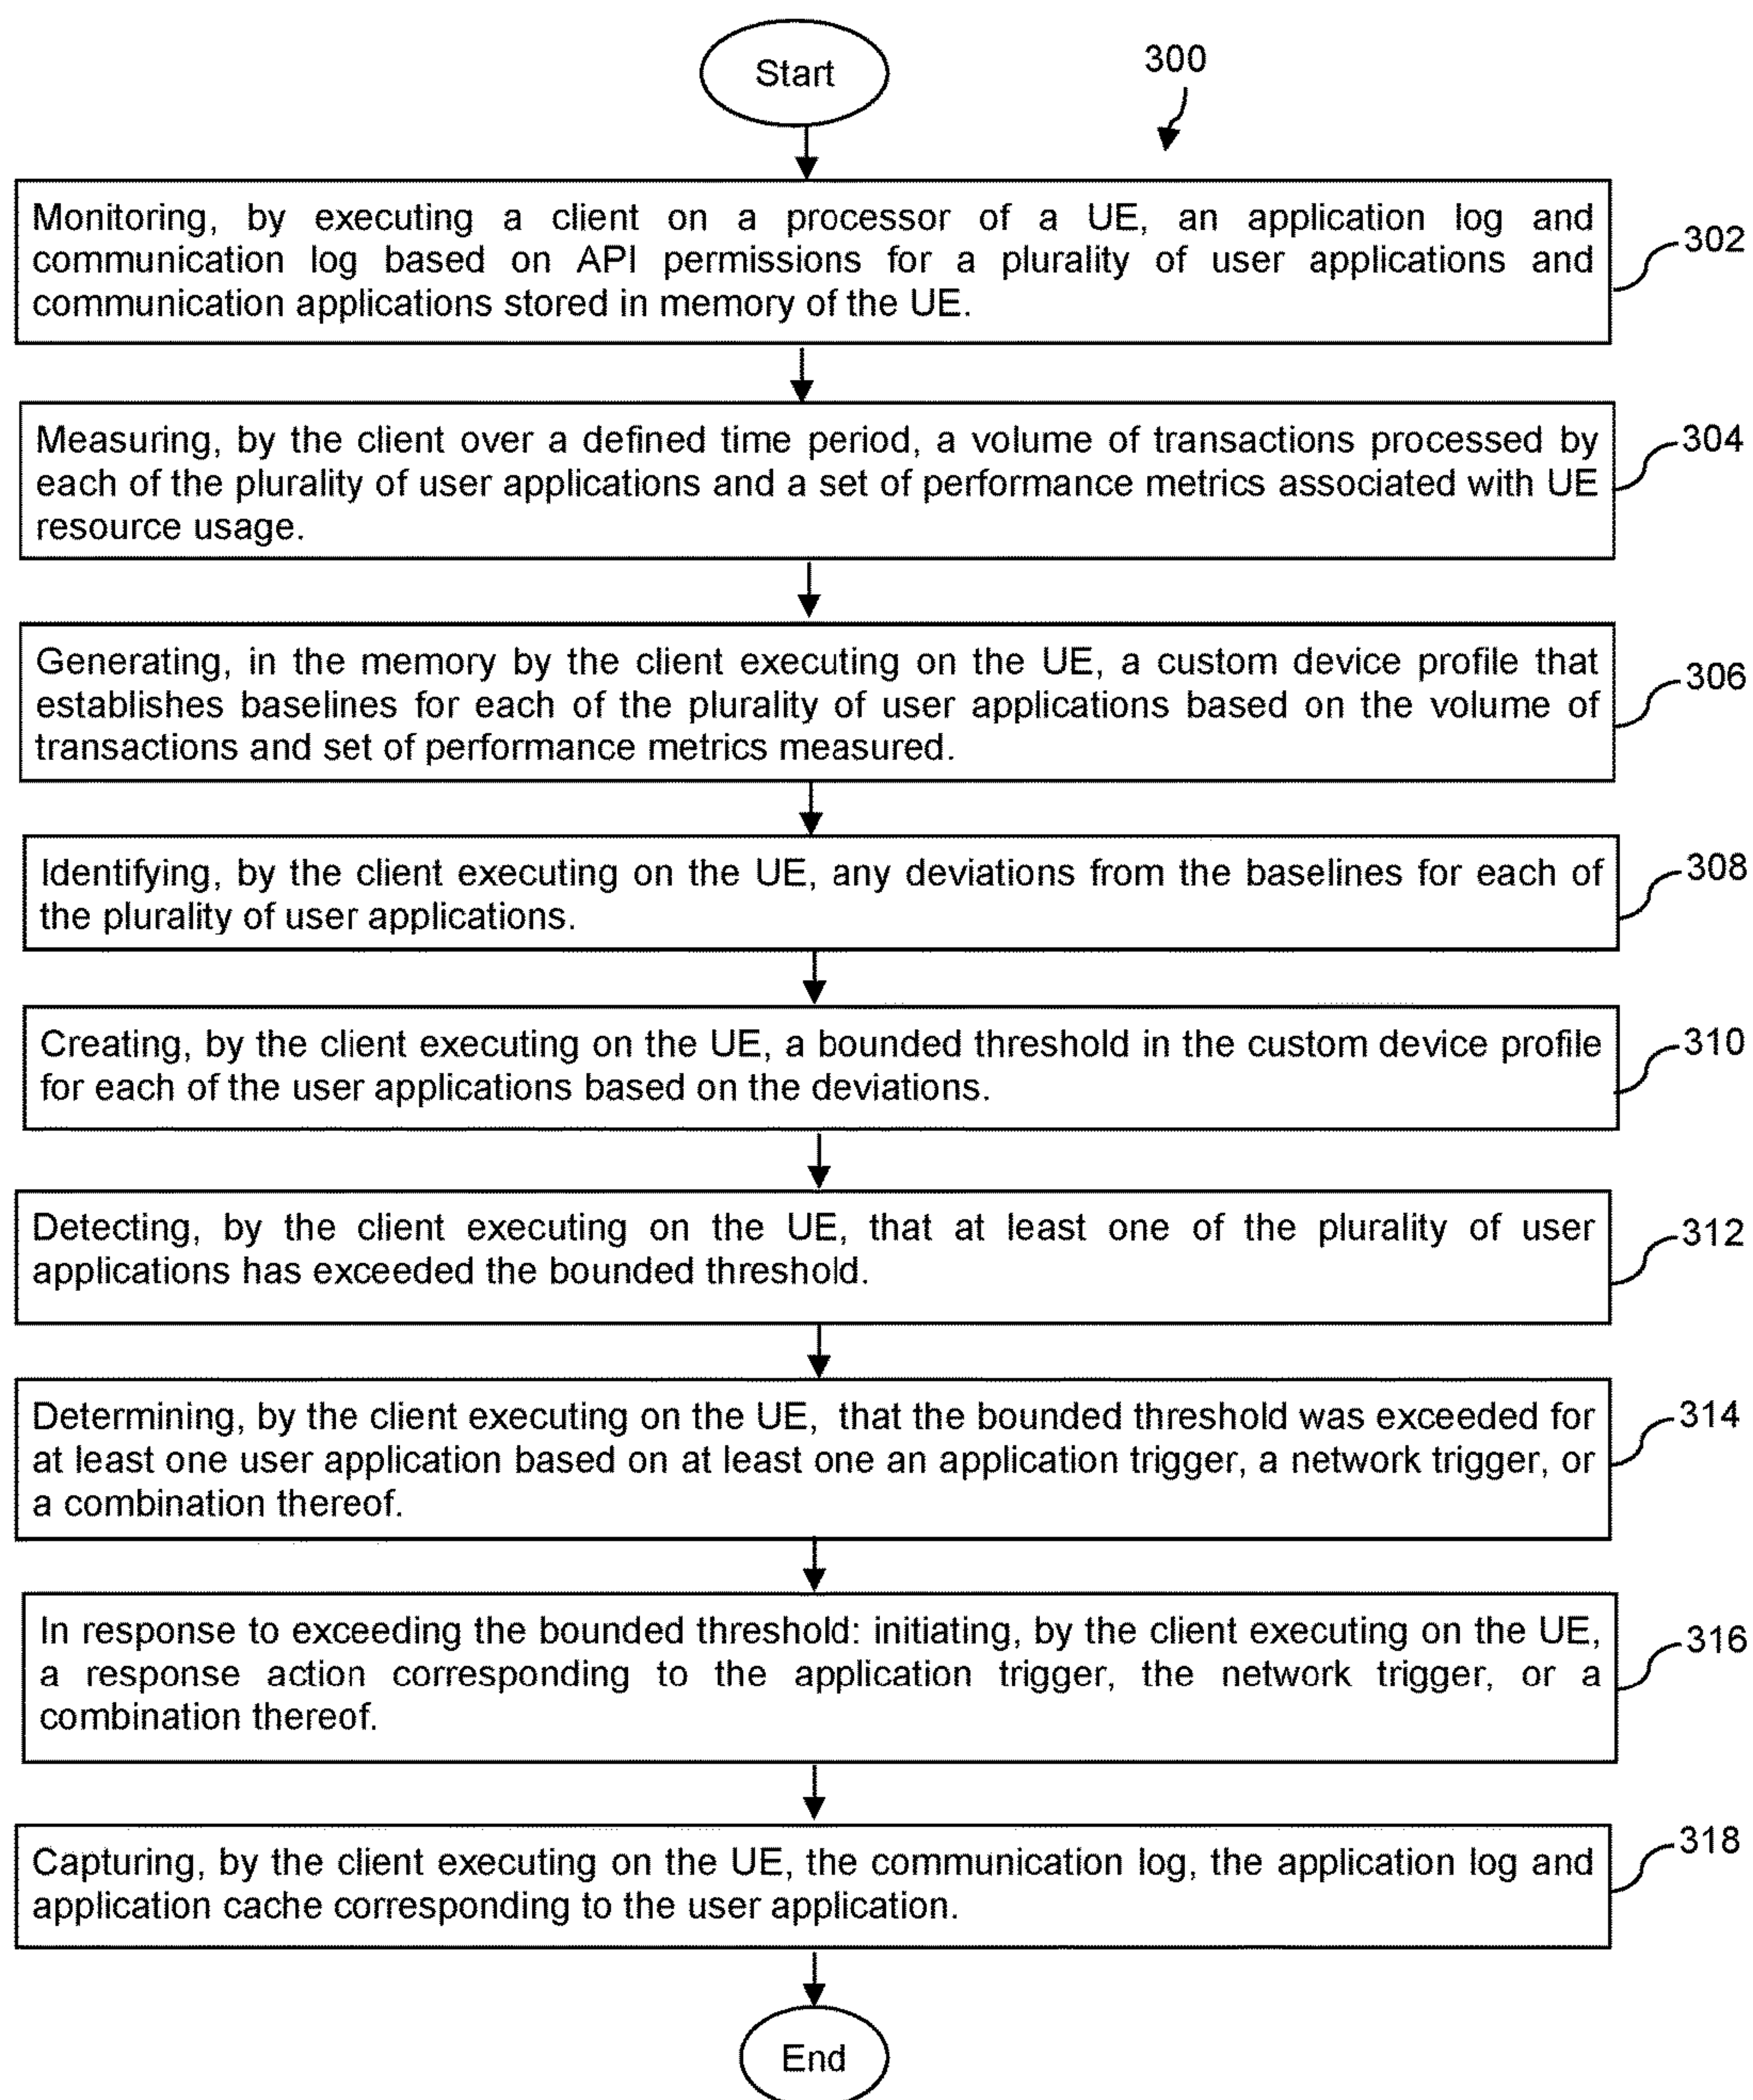 Start
300
Monitoring, by executing a client on a processor of a UE, an application log and
communication log based on API permissions for a plurality of user applications and
communication applications stored in memory of the UE.
302
Measuring, by the client over a defined time period, a volume of transactions processed by
each of the plurality of user applications and a set of performance metrics associated with UE
resource usage.
304
Generating, in the memory by the client executing on the UE, a custom device profile that
establishes baselines for each of the plurality of user applications based on the volume of
transactions and set of performance metrics measured.
306
Identifying, by the client executing on the UE, any deviations from the baselines for each of
the plurality of user applications.
308
Creating, by the client executing on the UE, a bounded threshold in the custom device profile
for each of the user applications based on the deviations.
310
Detecting, by the client executing on the UE, that at least one of the plurality of user
applications has exceeded the bounded threshold.
312
Determining, by the client executing on the UE, that the bounded threshold was exceeded for
at least one user application based on at least one an application trigger, a network trigger, or
a combination thereof.
314
In response to exceeding the bounded threshold: initiating, by the client executing on the UE,
a response action corresponding to the application trigger, the network trigger, or a
combination thereof.
316
Capturing, by the client executing on the UE, the communication log, the application log and
application cache corresponding to the user application.
318
End